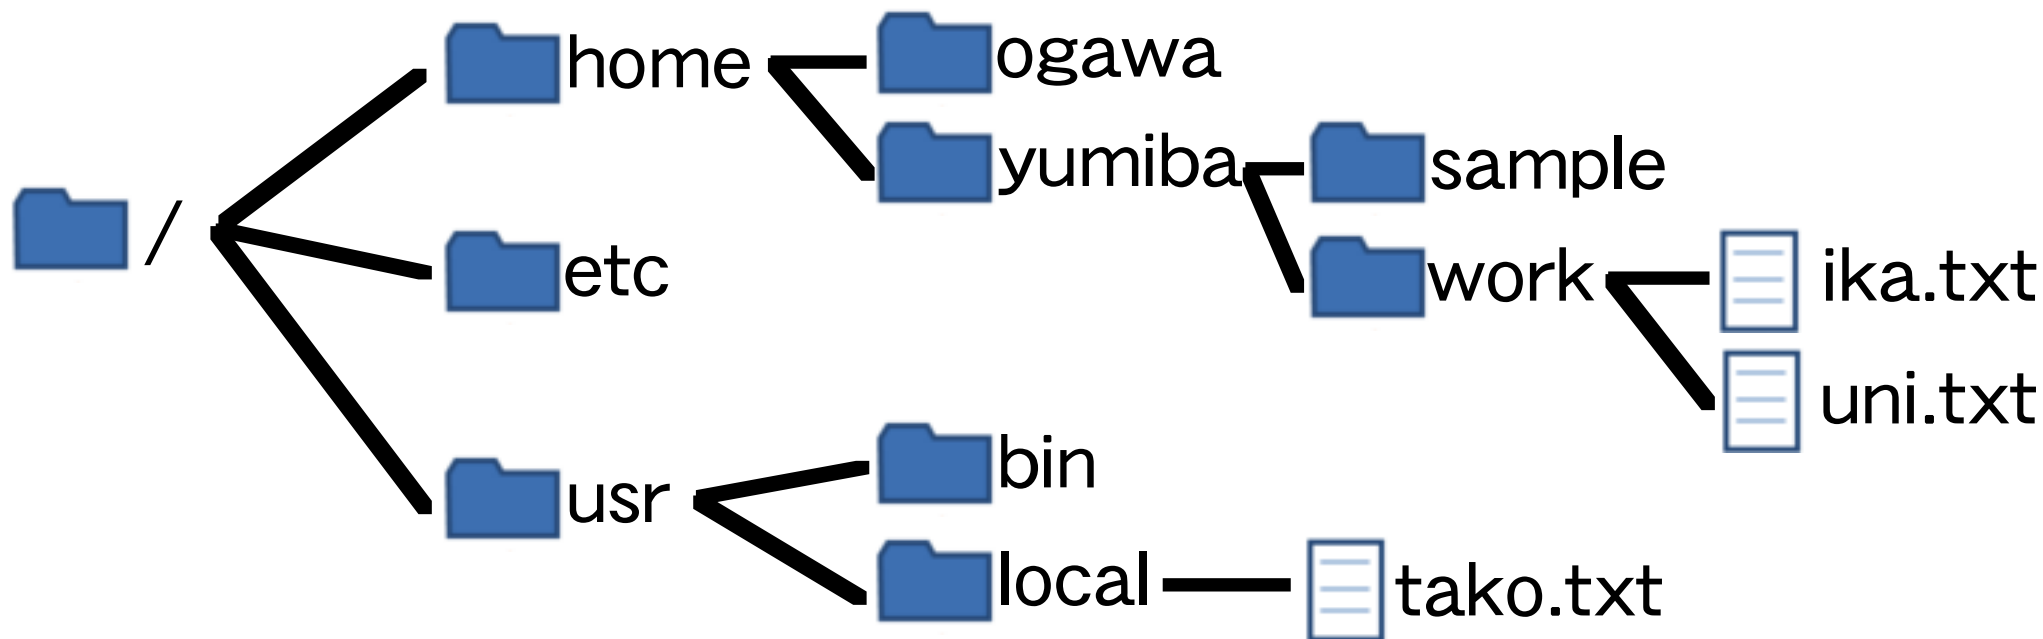 home
ogawa
yumiba
sample
/
etc
work
ika.txt
uni.txt
usr
bin
local
tako.txt